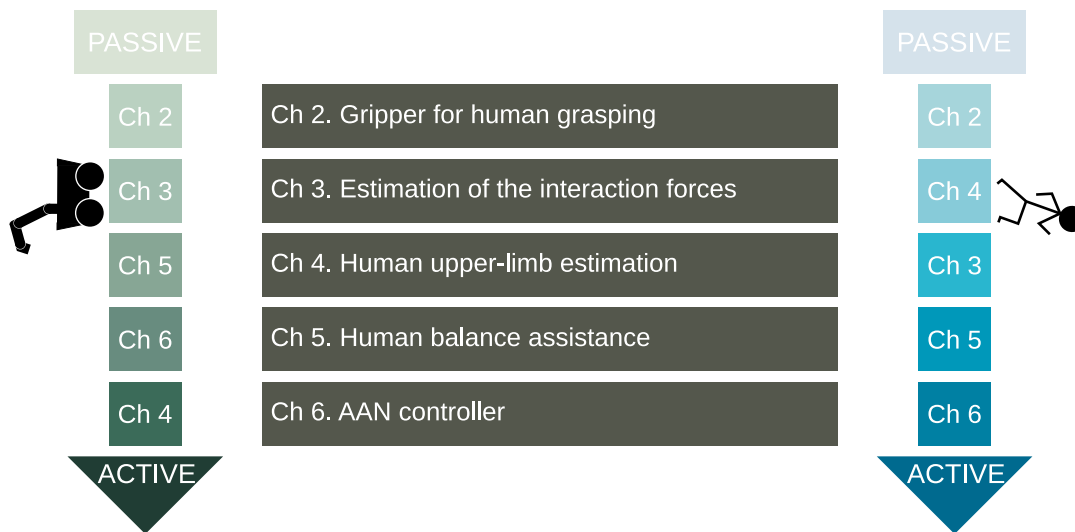 PASSIVE
Ch 2
Ch 3
Ch 5
Ch 6
Ch 4
ACTIVE
Ch 2. Gripper for human grasping
Ch 3. Estimation of the interaction forces
Ch 4. Human upper-limb estimation
Ch 5. Human balance assistance
Ch 6. AAN controller
PASSIVE
Ch 2
Ch 4
Ch 3
Ch 5
Ch 6
ACTIVE